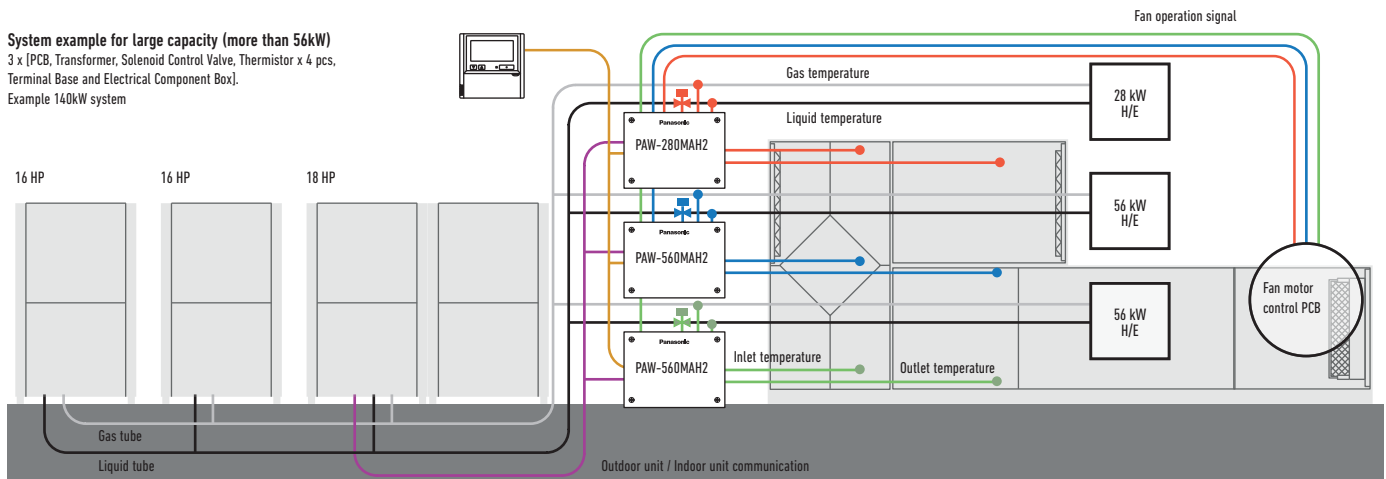 System example for large capacity (more than 56kW)
3 x [PCB, Transformer, Solenoid Control Valve, Thermistor x 4 pcs,
Terminal Base and Electrical Component Box].
Example 140kW system
Fan operation signal
Gas temperature
Liquid temperature
28 kW
H/E
Panasonic
PAW-280MAH2
16 HP
16 HP
18 HP
56 kW
H/E
Panasonic
PAW-560MAH2
Fan motor
control PCB
56 kW
H/E
Panasonic
PAW-560MAH2
Inlet temperature
Outlet temperature
Gas tube
Liquid tube
Outdoor unit / Indoor unit communication